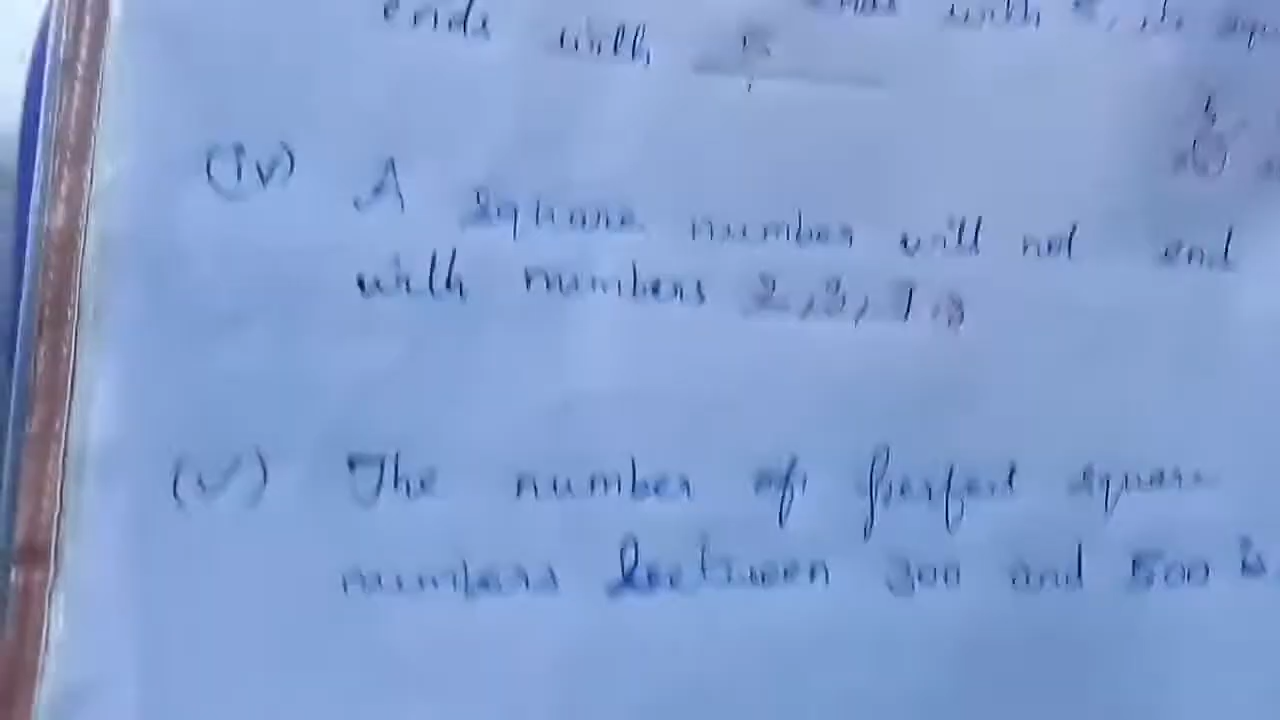 ends with 5
(iv) A square number will not end
with numbers 2,3,7,8
(v) The number of perfect square
numbers between 300 and 500 is